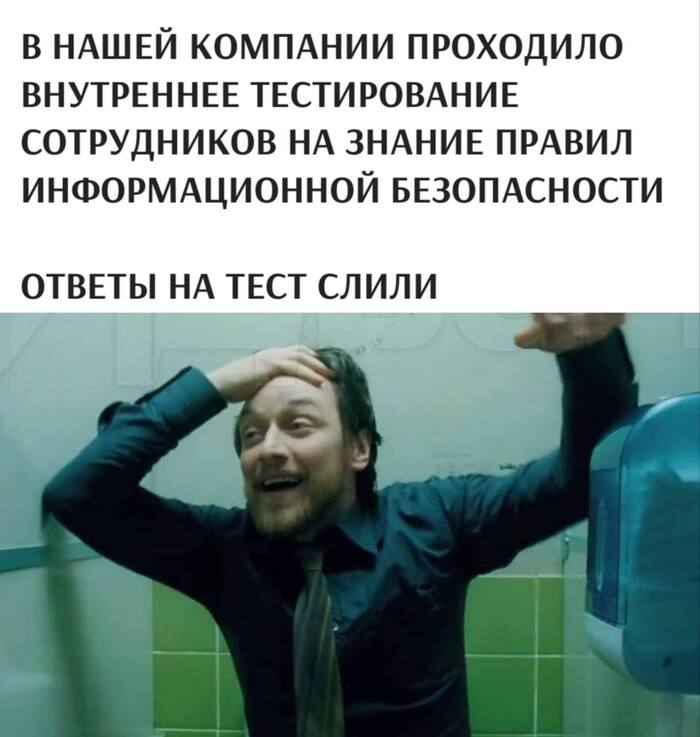 В НАШЕЙ КОМПАНИИ ПРОХОДИЛО
ВНУТРЕННЕЕ ТЕСТИРОВАНИЕ
СОТРУДНИКОВ НА ЗНАНИЕ ПРАВИЛ
ИНФОРМАЦИОННОЙ БЕЗОПАСНОСТИ
ОТВЕТЫ НА ТЕСТ СЛИЛИ